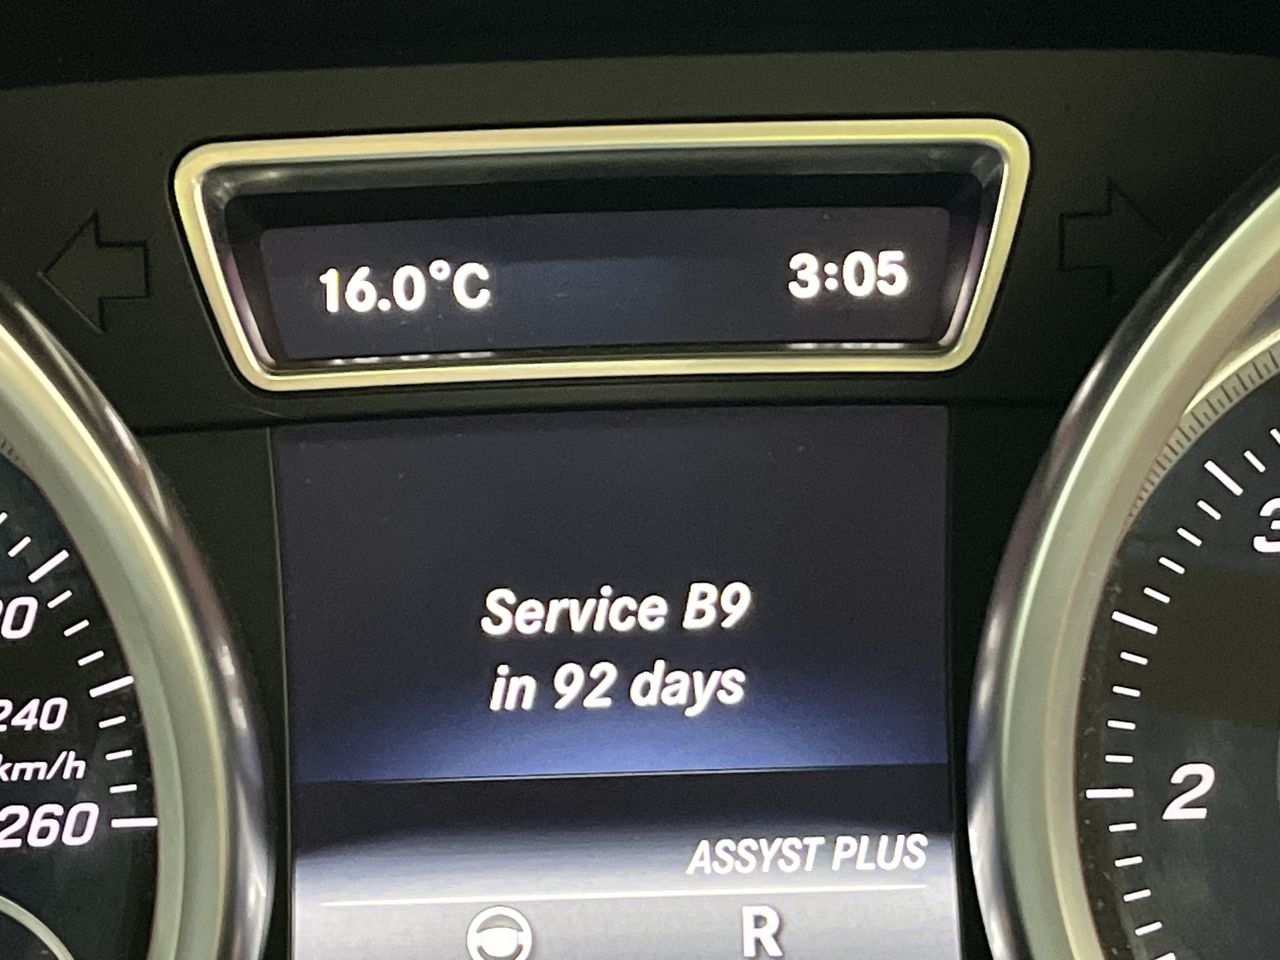 16.0°C 3:05
Service B9
in 92 days
240
km/h
260
2
ASSYST PLUS
R